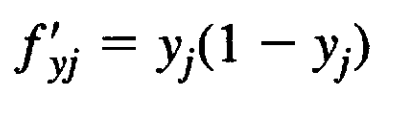 f′yj = yj(1 − yj)